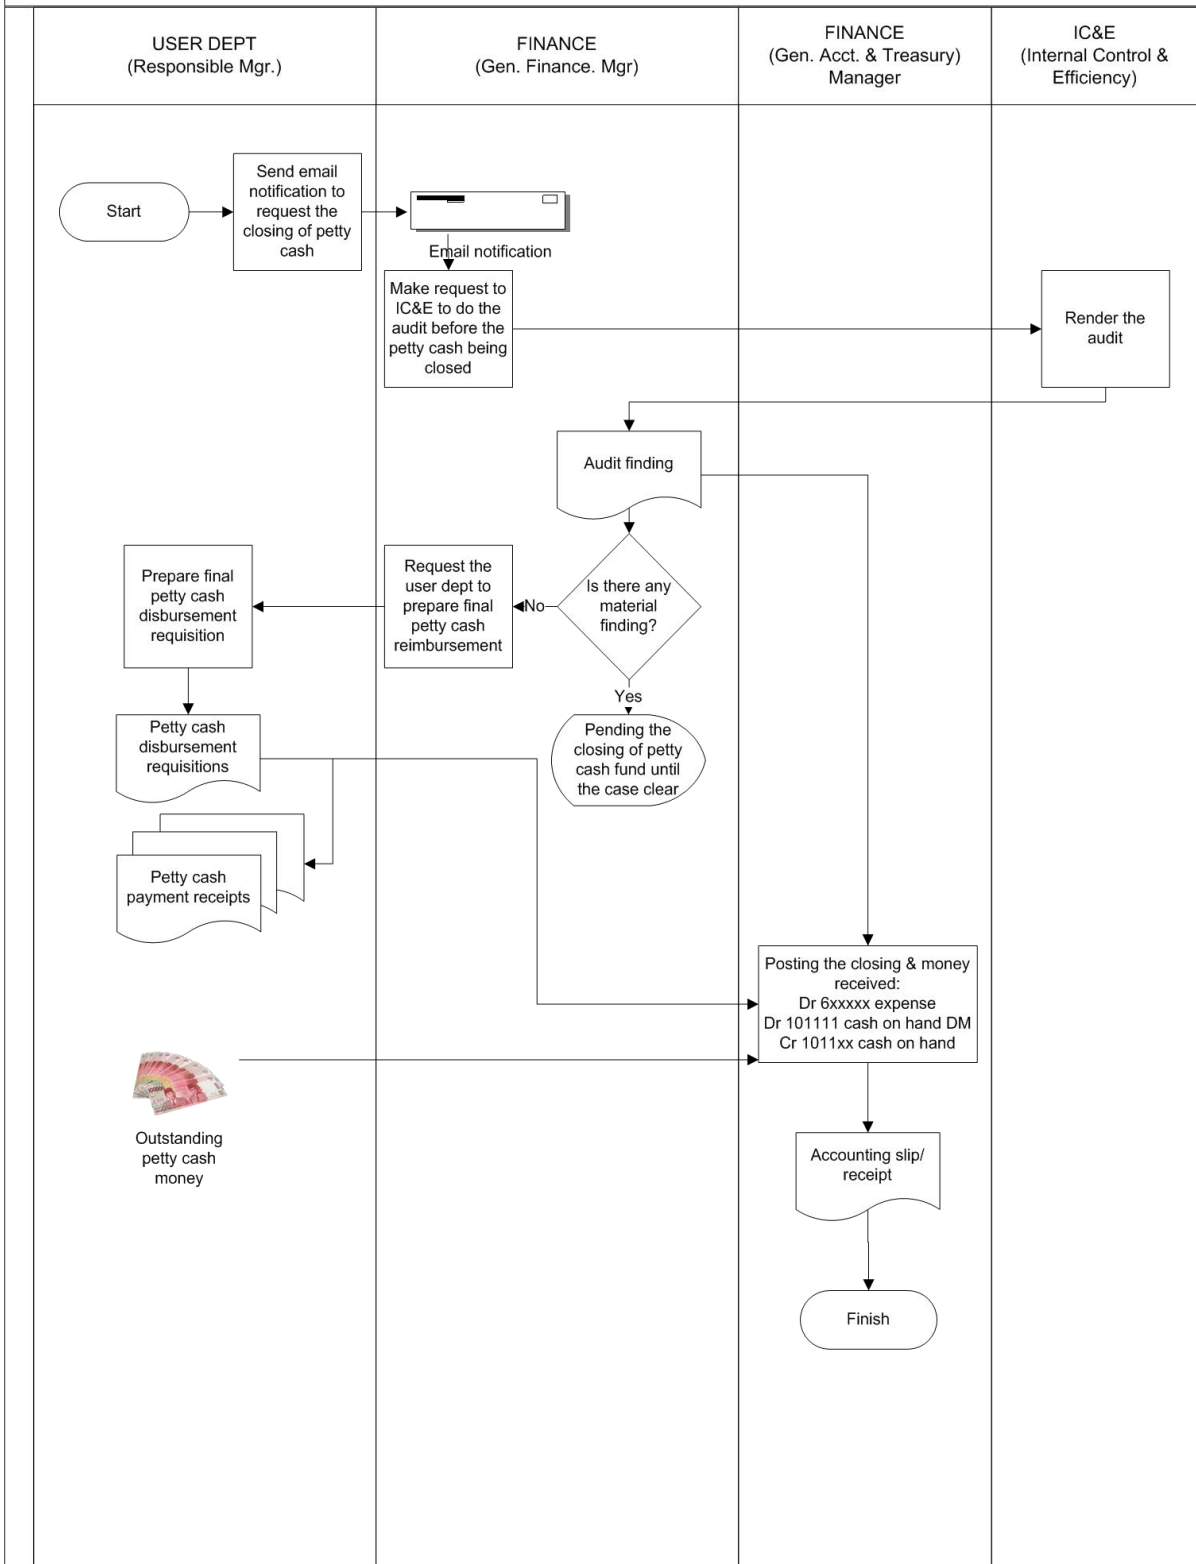 USER DEPT
(Responsible Mgr.)
FINANCE
(Gen. Finance. Mgr)
FINANCE
(Gen. Acct. & Treasury)
Manager
IC&E
(Internal Control &
Efficiency)
Start
Send email
notification to
request the
closing of petty
cash
Email notification
Make request to
IC&E to do the
audit before the
petty cash being
closed
Render the
audit
Audit finding
Is there any
material
finding?
No
Request the
user dept to
prepare final
petty cash
reimbursement
Prepare final
petty cash
disbursement
requisition
Yes
Pending the
closing of petty
cash fund until
the case clear
Petty cash
disbursement
requisitions
Petty cash
payment receipts
Posting the closing & money
received:
Dr 6xxxxx expense
Dr 101111 cash on hand DM
Cr 1011xx cash on hand
Outstanding
petty cash
money
Accounting slip/
receipt
Finish